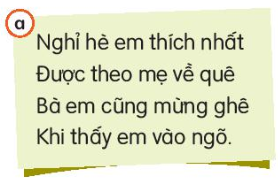 a
Nghỉ hè em thích nhất
Được theo mẹ về quê
Bà em cũng mừng ghê
Khi thấy em vào ngõ.